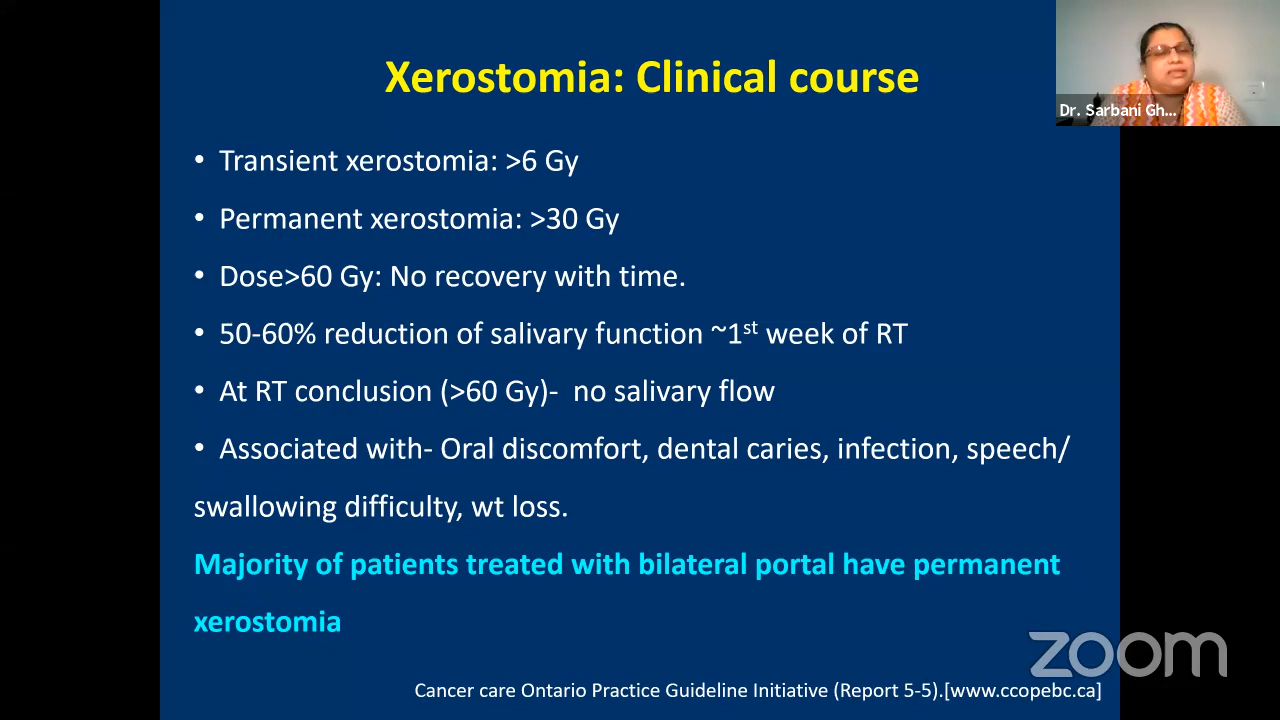 Xerostomia: Clinical course
Dr. Sarbani Gh...
• Transient xerostomia: >6 Gy
• Permanent xerostomia: >30 Gy
• Dose>60 Gy: No recovery with time.
• 50-60% reduction of salivary function ~1st week of RT
• At RT conclusion (>60 Gy)- no salivary flow
• Associated with- Oral discomfort, dental caries, infection, speech/
swallowing difficulty, wt loss.
Majority of patients treated with bilateral portal have permanent
xerostomia
zoom
Cancer care Ontario Practice Guideline Initiative (Report 5-5).[www.ccopebc.ca]